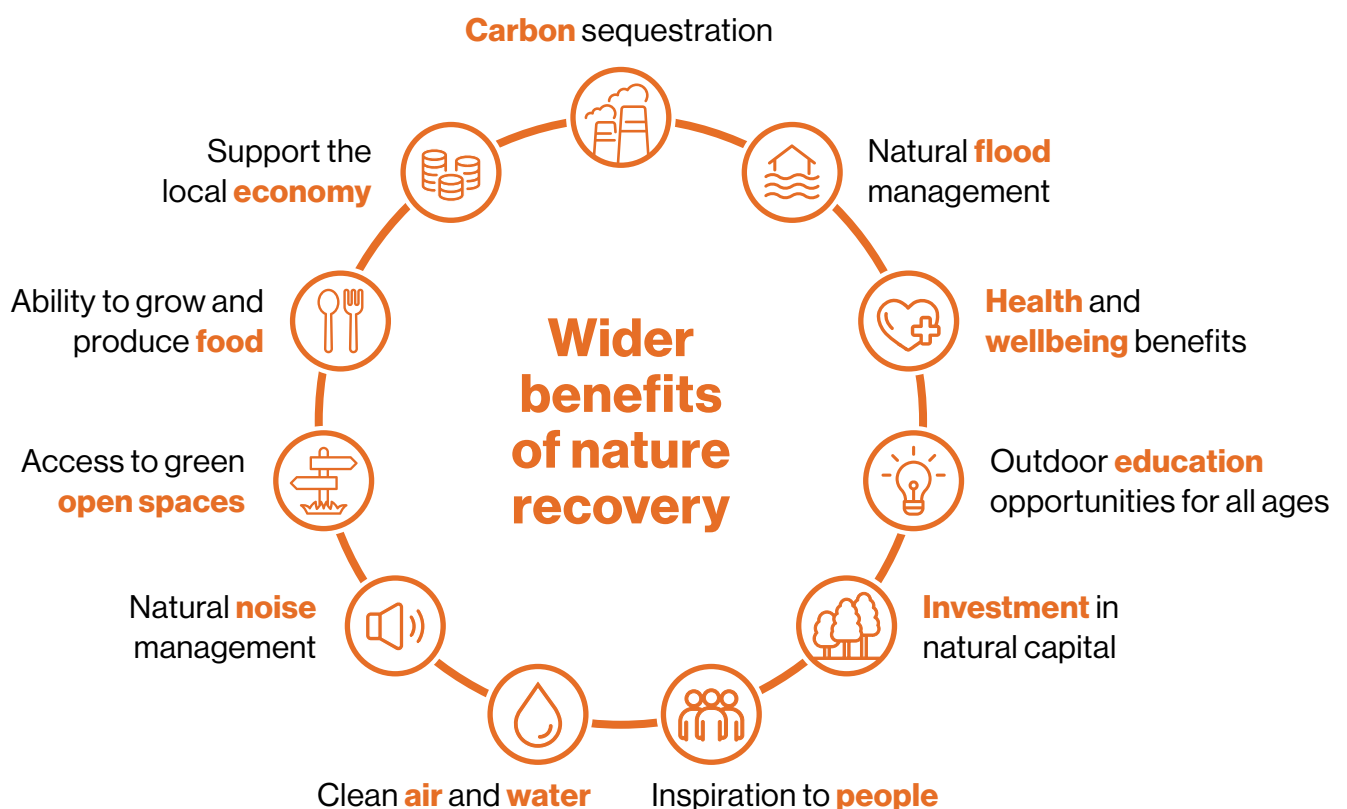 Carbon sequestration
Natural flood
management
Health and
wellbeing benefits
Outdoor education
opportunities for all ages
Investment in
natural capital
Inspiration to people
Clean air and water
Natural noise
management
Access to green
open spaces
Ability to grow and
produce food
Support the
local economy
Wider
benefits
of nature
recovery